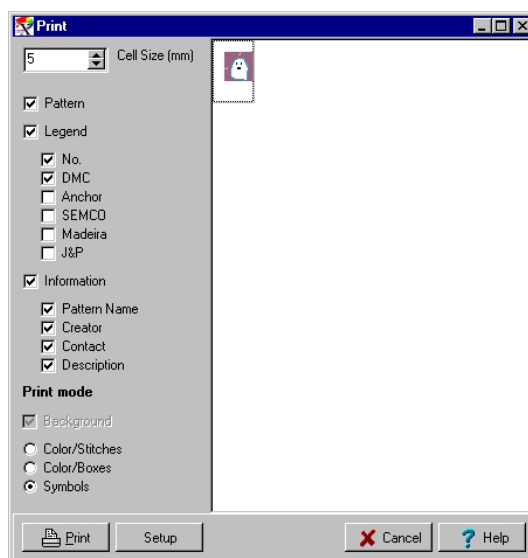 Print
5 Cell Size (mm)
Pattern
Legend
No.
DMC
Anchor
SEMCO
Madeira
J&P
Information
Pattern Name
Creator
Contact
Description
Print mode
Background
Color/Stitches
Color/Boxes
Symbols
Print Setup Cancel ? Help